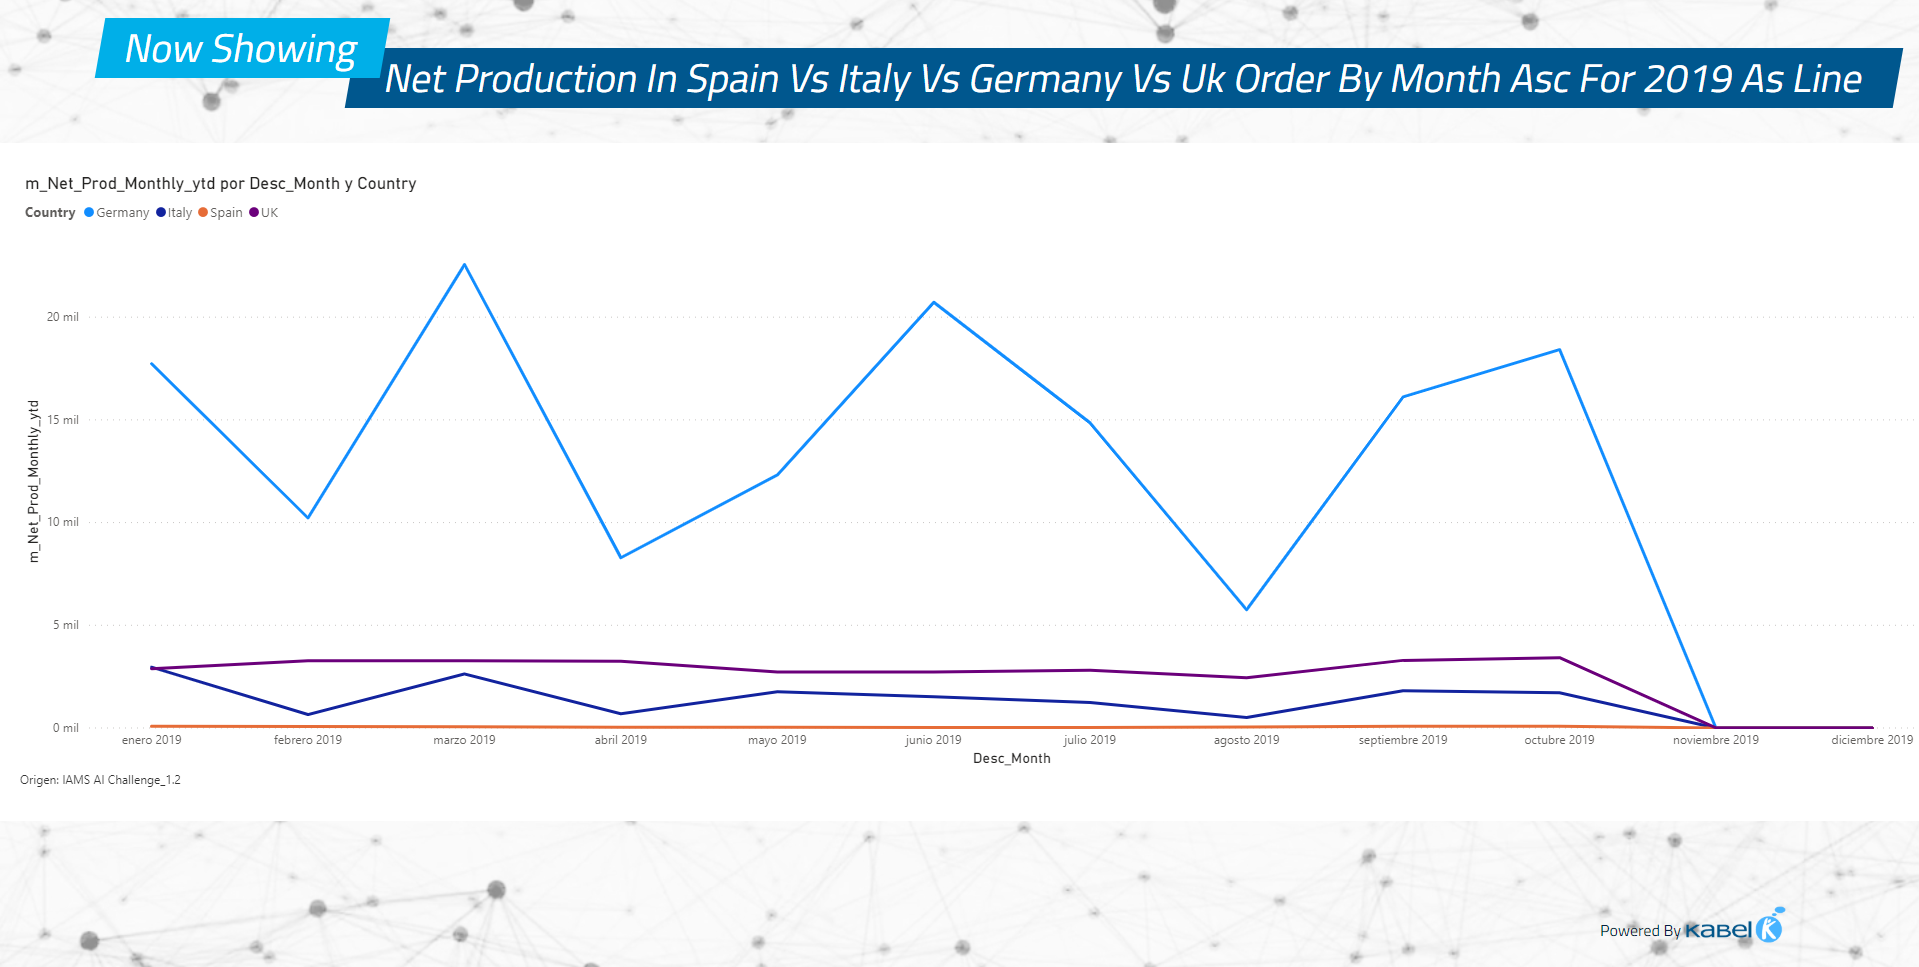 Now Showing
Net Production In Spain Vs Italy Vs Germany Vs Uk Order By Month Asc For 2019 As Line
m_Net_Prod_Monthly_ytd por Desc_Month y Country
Country Germany Italy Spain UK
m_Net_Prod_Monthly_ytd
20 mil
15 mil
10 mil
5 mil
0 mil
enero 2019 febrero 2019 marzo 2019 abril 2019 mayo 2019 junio 2019 julio 2019 agosto 2019 septiembre 2019 octubre 2019 noviembre 2019 diciembre 2019
Desc_Month
Origen: IAMS AI Challenge_1.2
Powered By KABEL K